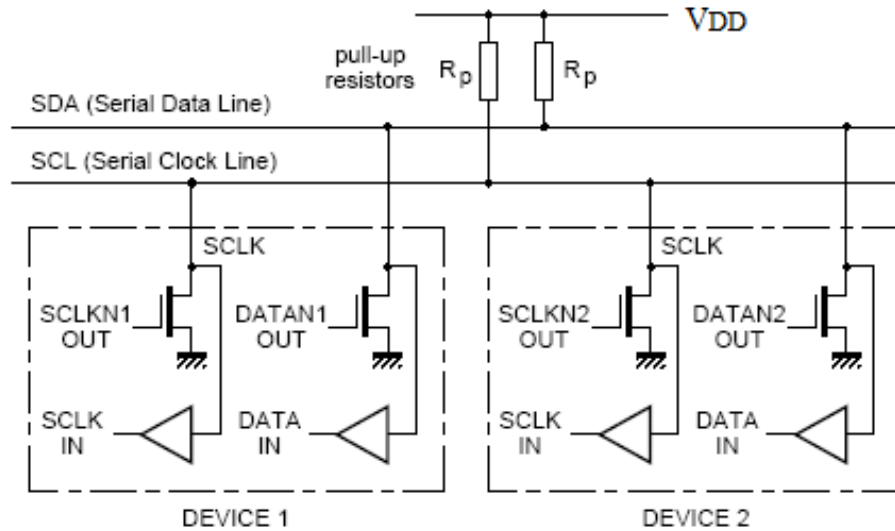 VDD
pull-up
resistors
Rp
Rp
SDA (Serial Data Line)
SCL (Serial Clock Line)
SCLK
SCLK
SCLKN1
OUT
DATAN1
OUT
SCLKN2
OUT
DATAN2
OUT
SCLK
IN
DATA
IN
SCLK
IN
DATA
IN
DEVICE 1
DEVICE 2